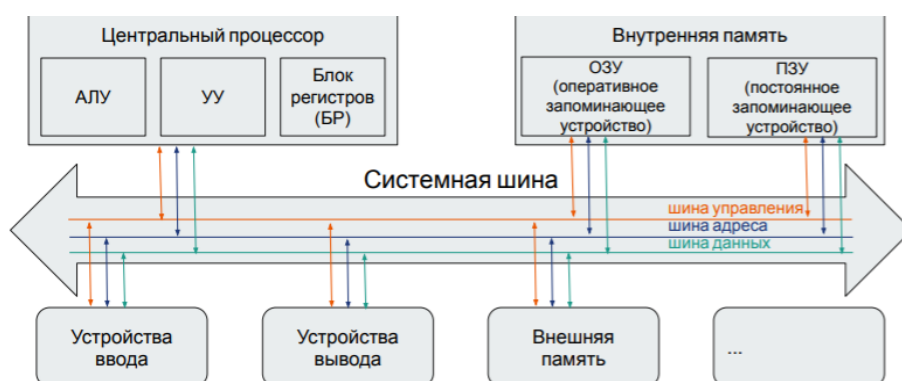 Центральный процессор
АЛУ
УУ
Блок
регистров
(БР)
Внутренняя память
ОЗУ
(оперативное
запоминающее
устройство)
ПЗУ
(постоянное
запоминающее
устройство)
Системная шина
шина управления
шина адреса
шина данных
Устройства
ввода
Устройства
вывода
Внешняя
память
...